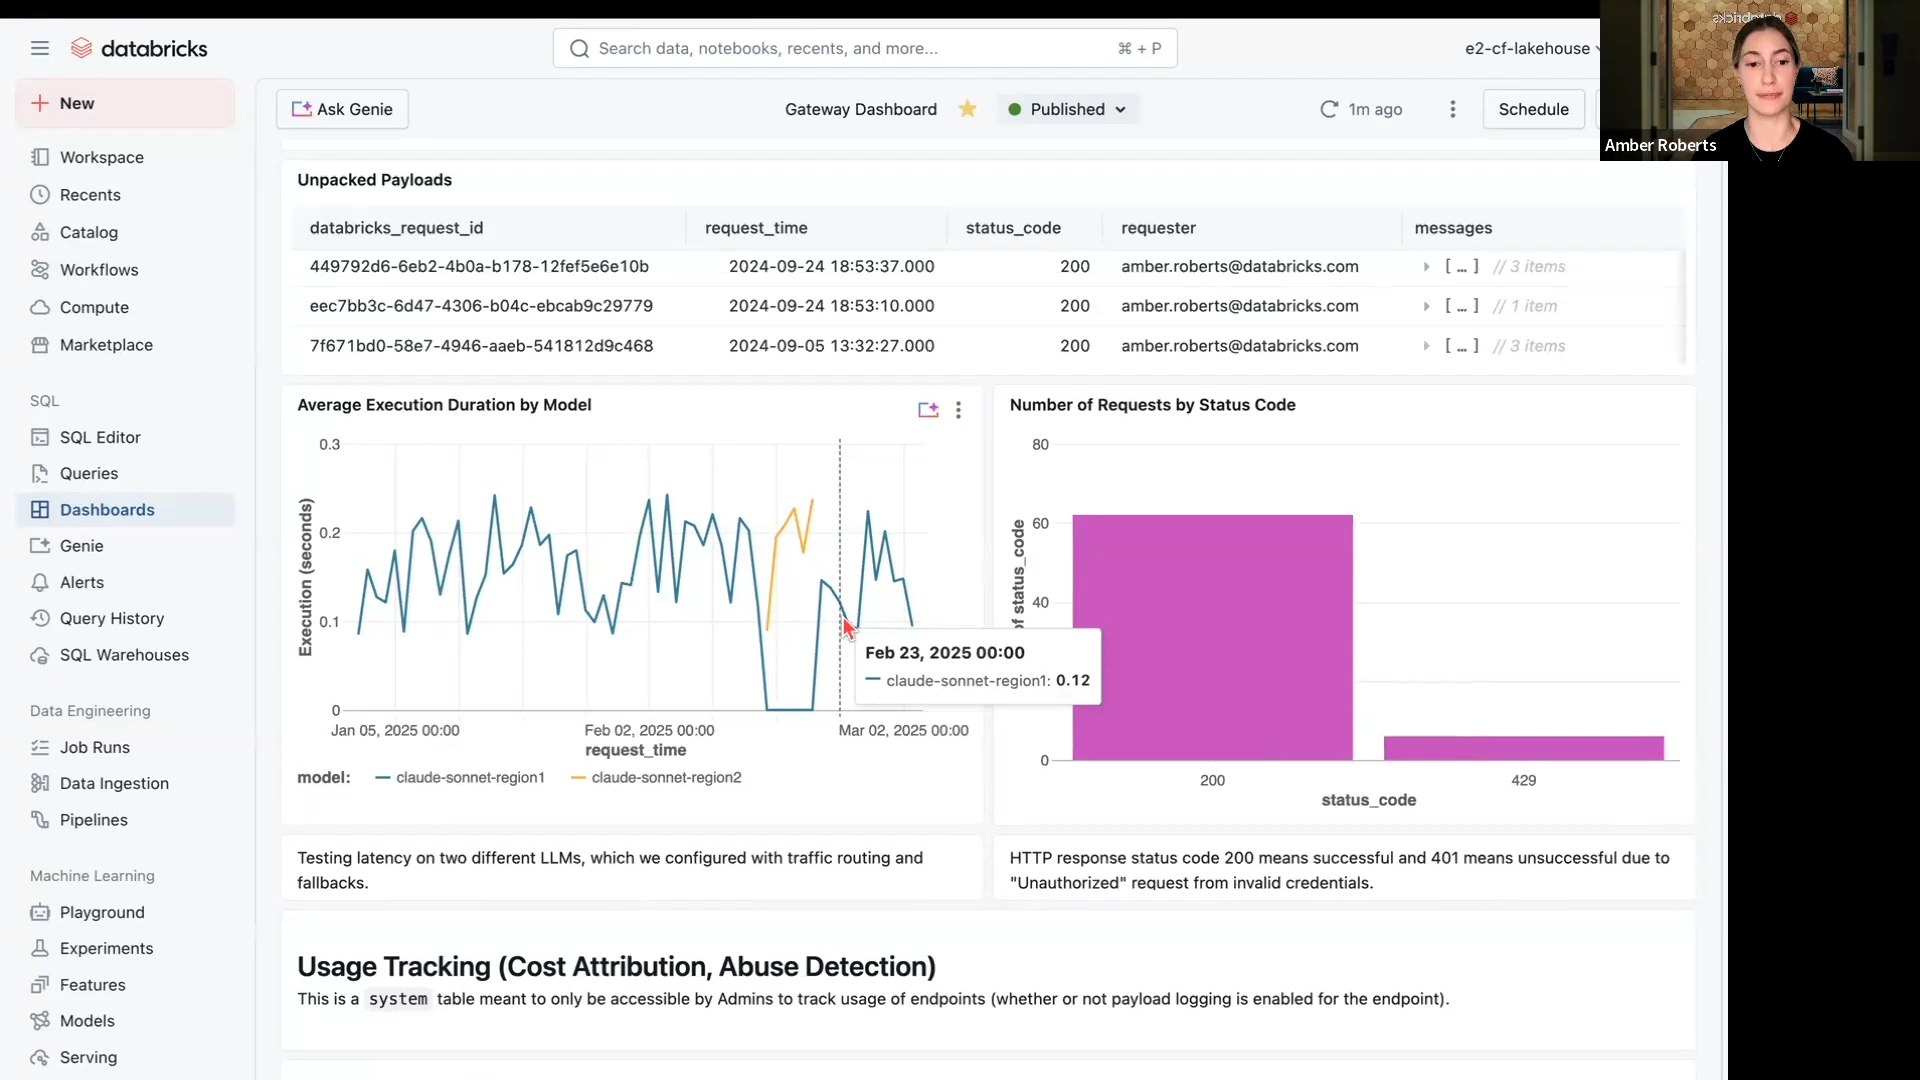 databricks
Search data, notebooks, recents, and more...
⌘ + P
e2-cf-lakehouse
Amber Roberts
New
Workspace
Recents
Catalog
Workflows
Compute
Marketplace
SQL
SQL Editor
Queries
Dashboards
Genie
Alerts
Query History
SQL Warehouses
Data Engineering
Job Runs
Data Ingestion
Pipelines
Machine Learning
Playground
Experiments
Features
Models
Serving
Ask Genie
Gateway Dashboard
Published
1m ago
Schedule
Unpacked Payloads
databricks_request_id request_time status_code requester messages
449792d6-6eb2-4b0a-b178-12fef5e6e10b 2024-09-24 18:53:37.000 200 amber.roberts@databricks.com [ … ] // 3 items
eec7bb3c-6d47-4306-b04c-ebcab9c29779 2024-09-24 18:53:10.000 200 amber.roberts@databricks.com [ … ] // 1 item
7f671bd0-58e7-4946-aaeb-541812d9c468 2024-09-05 13:32:27.000 200 amber.roberts@databricks.com [ … ] // 3 items
Average Execution Duration by Model
Execution (seconds)
0.3
0.2
0.1
0
Jan 05, 2025 00:00 Feb 02, 2025 00:00 Mar 02, 2025 00:00
request_time
model: claude-sonnet-region1 claude-sonnet-region2
Feb 23, 2025 00:00
claude-sonnet-region1: 0.12
Number of Requests by Status Code
of status_code
80
60
40
0
200 429
status_code
Testing latency on two different LLMs, which we configured with traffic routing and
fallbacks.
HTTP response status code 200 means successful and 401 means unsuccessful due to
"Unauthorized" request from invalid credentials.
Usage Tracking (Cost Attribution, Abuse Detection)
This is a system table meant to only be accessible by Admins to track usage of endpoints (whether or not payload logging is enabled for the endpoint).